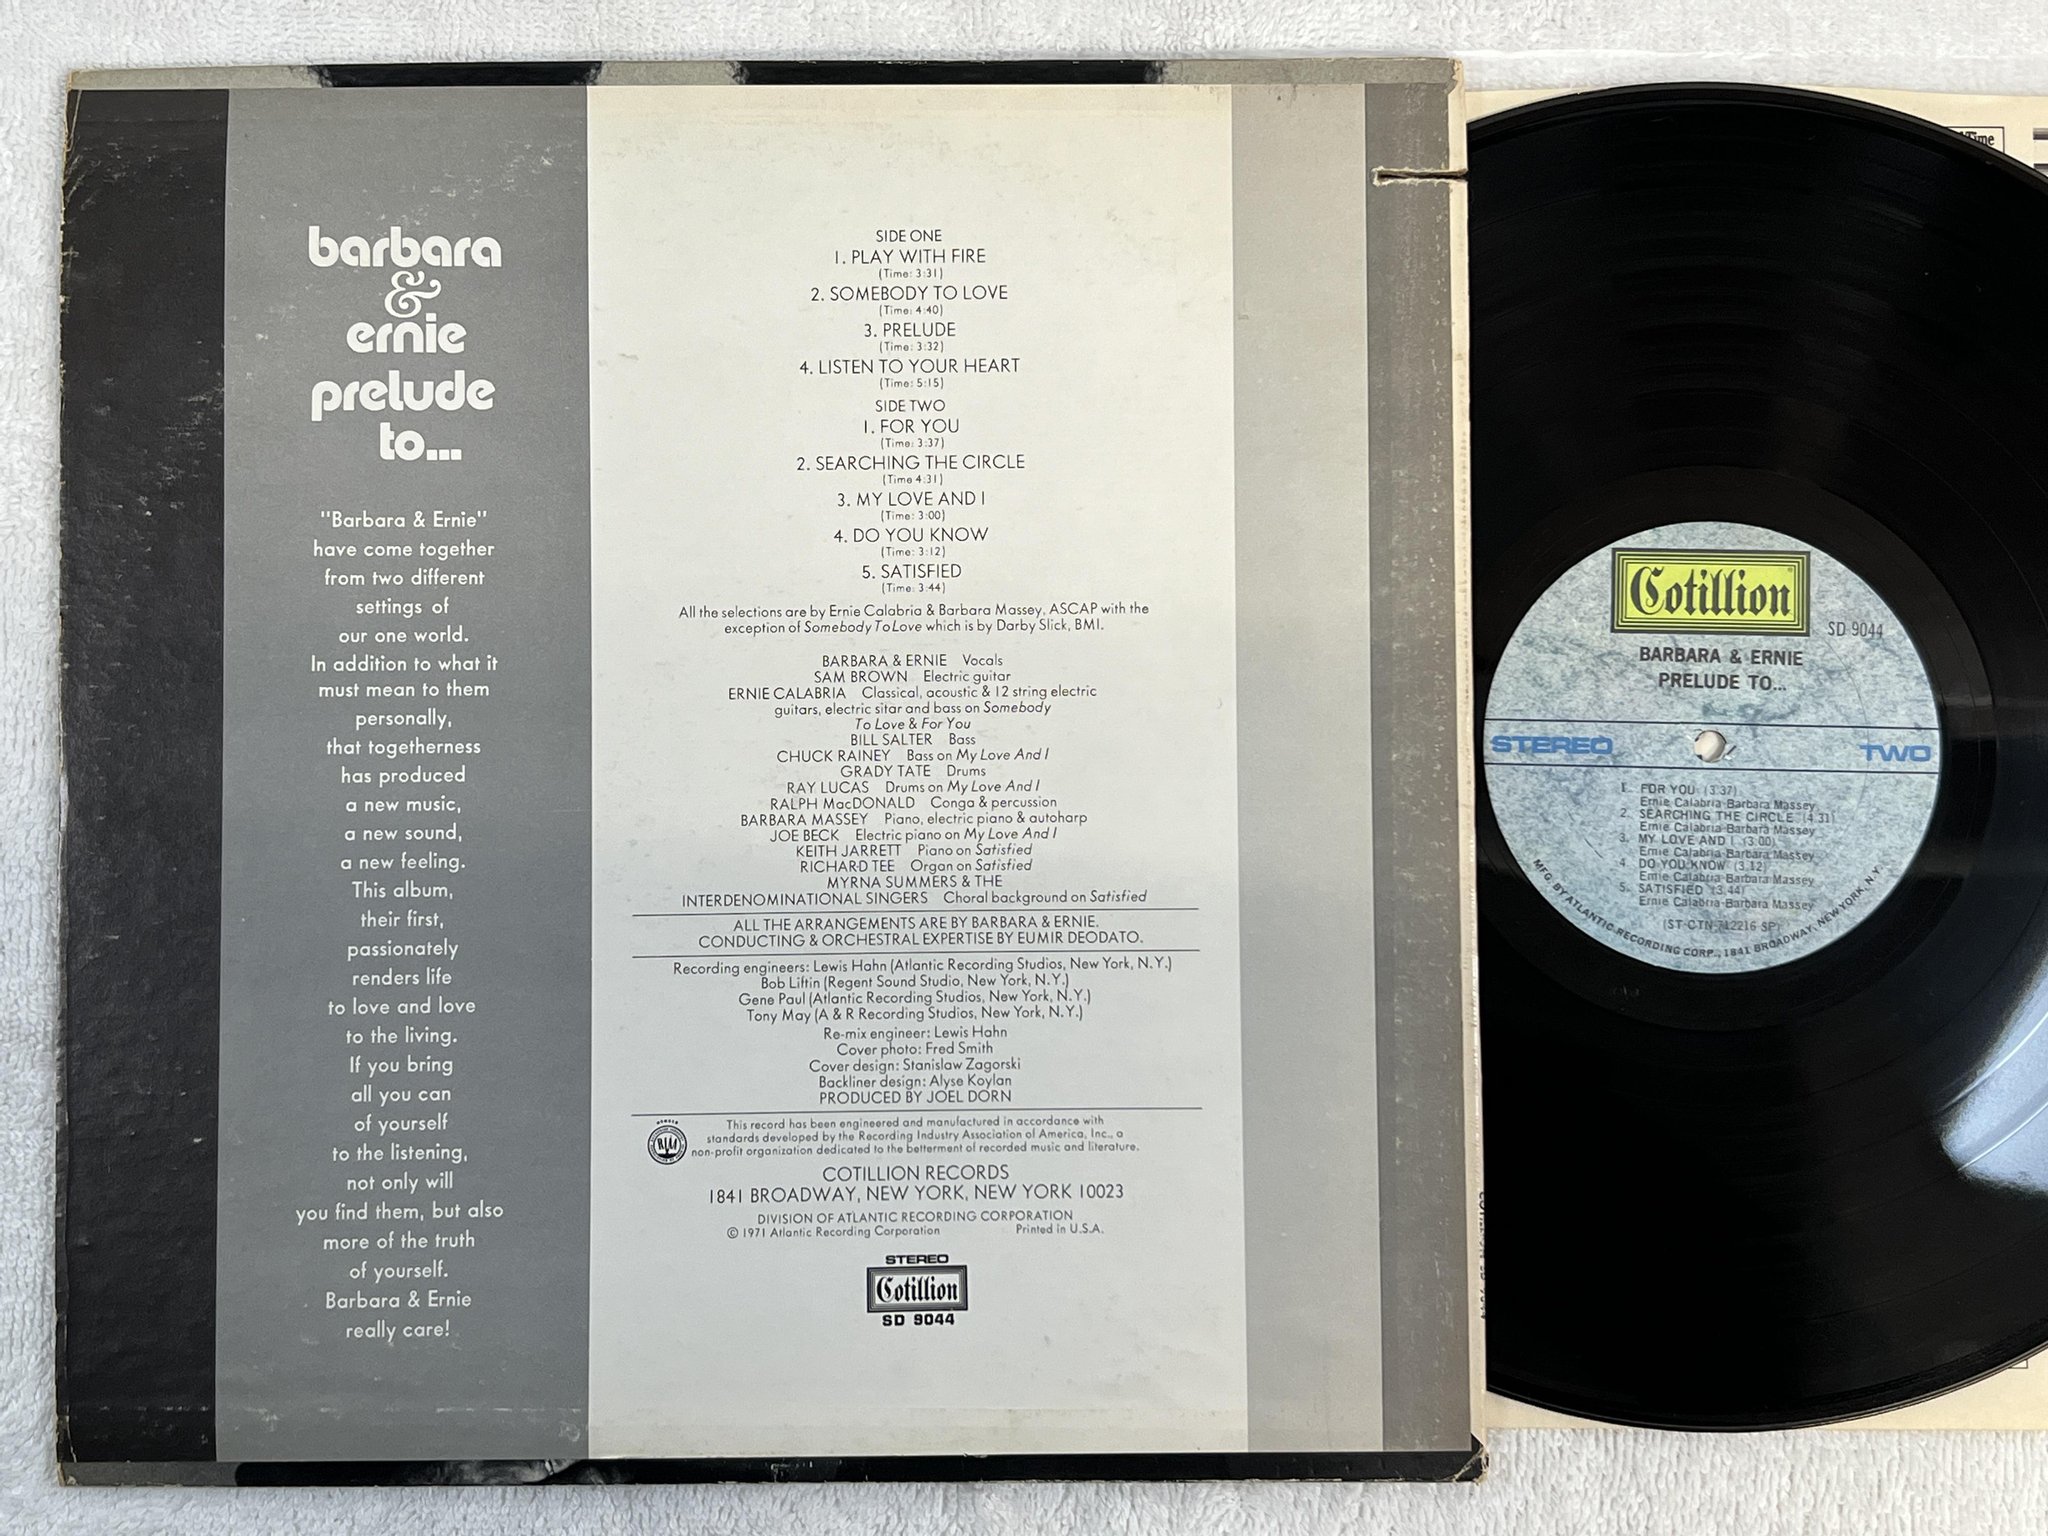 barbara
&
ernie
prelude
to...
"Barbara & Ernie"
have come together
from two different
settings of
our one world.
In addition to what it
must mean to them
personally,
that togetherness
has produced
a new music,
a new sound,
a new feeling.
This album,
their first,
passionately
renders life
to love and love
to the living.
If you bring
all you can
of yourself
to the listening,
not only will
you find them, but also
more of the truth
of yourself.
Barbara & Ernie
really care!
SIDE ONE
1. PLAY WITH FIRE
(Time: 3:31)
2. SOMEBODY TO LOVE
(Time: 4:40)
3. PRELUDE
(Time: 3:32)
4. LISTEN TO YOUR HEART
(Time: 5:15)
SIDE TWO
1. FOR YOU
(Time: 3:37)
2. SEARCHING THE CIRCLE
(Time 4:31)
3. MY LOVE AND I
(Time: 3:00)
4. DO YOU KNOW
(Time: 3:12)
5. SATISFIED
(Time: 3:44)
All the selections are by Ernie Calabria & Barbara Massey, ASCAP with the
exception of Somebody To Love which is by Darby Slick, BMI.
BARBARA & ERNIE Vocals
SAM BROWN Electric guitar
ERNIE CALABRIA Classical, acoustic & 12 string electric
guitars, electric sitar and bass on Somebody
To Love & For You
BILL SALTER Bass
CHUCK RAINEY Bass on My Love And I
GRADY TATE Drums
RAY LUCAS Drums on My Love And I
RALPH MacDONALD Conga & percussion
BARBARA MASSEY Piano, electric piano & autoharp
JOE BECK Electric piano on My Love And I
KEITH JARRETT Piano on Satisfied
RICHARD TEE Organ on Satisfied
MYRNA SUMMERS & THE
INTERDENOMINATIONAL SINGERS Choral background on Satisfied
ALL THE ARRANGEMENTS ARE BY BARBARA & ERNIE.
CONDUCTING & ORCHESTRAL EXPERTISE BY EUMIR DEODATO.
Recording engineers: Lewis Hahn (Atlantic Recording Studios, New York, N.Y.)
Bob Liftin (Regent Sound Studio, New York, N.Y.)
Gene Paul (Atlantic Recording Studios, New York, N.Y.)
Tony May (A & R Recording Studios, New York, N.Y.)
Re-mix engineer: Lewis Hahn
Cover photo: Fred Smith
Cover design: Stanislaw Zagorski
Backliner design: Alyse Koylan
PRODUCED BY JOEL DORN
This record has been engineered and manufactured in accordance with
standards developed by the Recording Industry Association of America, Inc., a
non-profit organization dedicated to the betterment of recorded music and literature.
RIAA
COTILLION RECORDS
1841 BROADWAY, NEW YORK, NEW YORK 10023
DIVISION OF ATLANTIC RECORDING CORPORATION
© 1971 Atlantic Recording Corporation Printed in U.S.A.
STEREO
Cotillion
SD 9044
Time
Cotillion
SD 9044
BARBARA & ERNIE
PRELUDE TO...
STEREO TWO
1. FOR YOU (3:37)
Ernie Calabria-Barbara Massey
2. SEARCHING THE CIRCLE (4:31)
Ernie Calabria-Barbara Massey
3. MY LOVE AND I (3:00)
Ernie Calabria-Barbara Massey
4. DO YOU KNOW (3:12)
Ernie Calabria-Barbara Massey
5. SATISFIED (3:44)
Ernie Calabria-Barbara Massey
(ST-CTN-712216-SP)
MFG. BY ATLANTIC RECORDING CORP., 1841 BROADWAY, NEW YORK, N.Y.